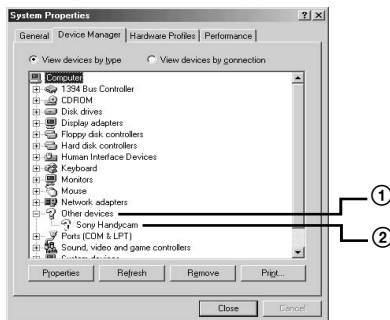 System Properties
General Device Manager Hardware Profiles Performance
View devices by type View devices by connection
Computer
1394 Bus Controller
CDROM
Disk drives
Display adapters
Floppy disk controllers
Hard disk controllers
Human Interface Devices
Keyboard
Monitors
Mouse
Network adapters
Other devices
①
Sony Handycam
②
Ports (COM & LPT)
Sound, video and game controllers
System devices
Properties Refresh Remove Print...
Close Cancel